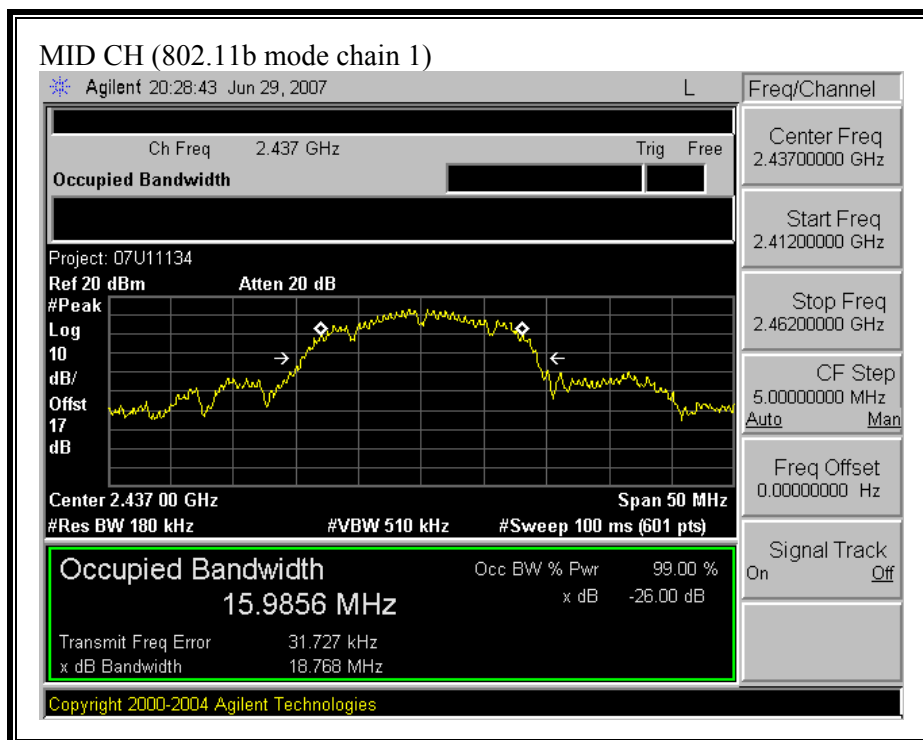 MID CH (802.11b mode chain 1)
Agilent 20:28:43 Jun 29, 2007 L
Freq/Channel
Ch Freq 2.437 GHz Trig Free
Occupied Bandwidth
Center Freq
2.43700000 GHz
Start Freq
2.41200000 GHz
Stop Freq
2.46200000 GHz
CF Step
5.00000000 MHz
Auto Man
Freq Offset
0.00000000 Hz
Signal Track
On Off
Project: 07U11134
Ref 20 dBm Atten 20 dB
#Peak
Log
10
dB/
Offst
17
dB
Center 2.437 00 GHz Span 50 MHz
#Res BW 180 kHz #VBW 510 kHz #Sweep 100 ms (601 pts)
Occupied Bandwidth Occ BW % Pwr 99.00 %
15.9856 MHz x dB -26.00 dB
Transmit Freq Error 31.727 kHz
x dB Bandwidth 18.768 MHz
Copyright 2000-2004 Agilent Technologies